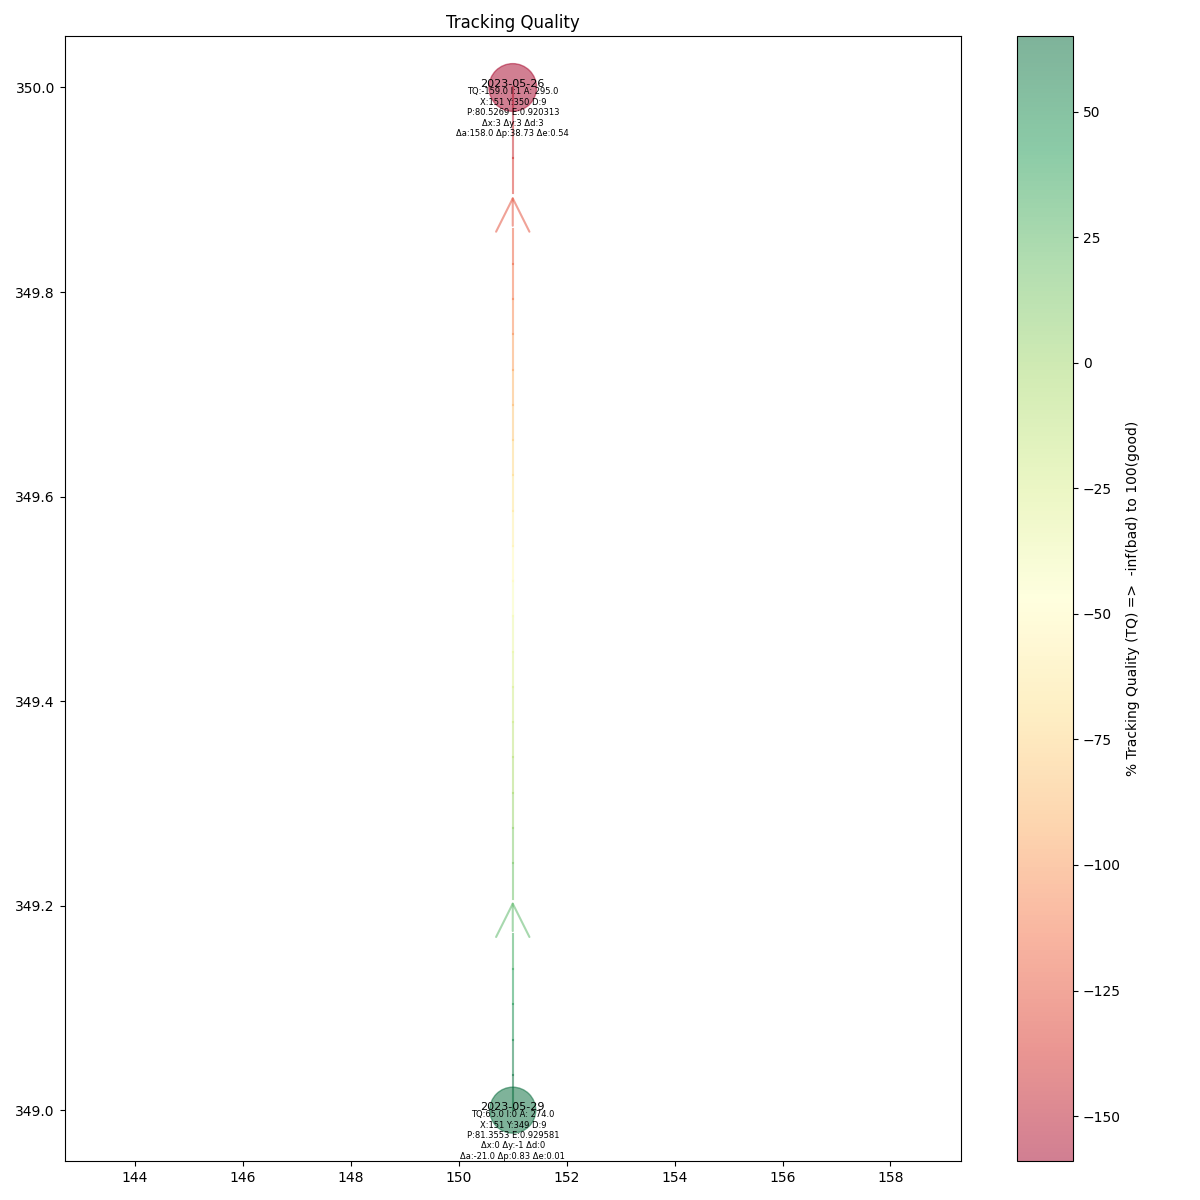 Tracking Quality
350.0
349.8
349.6
349.4
349.2
349.0
2023-05-26
TQ:-159.0 I:1 A: 295.0
X:151 Y:350 D:9
P:80.5269 E:0.920313
Δx:3 Δy:3 Δd:3
Δa:158.0 Δp:38.73 Δe:0.54
2023-05-29
TQ:65.0 I:0 A: 274.0
X:151 Y:349 D:9
P:81.3553 E:0.929581
Δx:0 Δy:-1 Δd:0
Δa:-21.0 Δp:0.83 Δe:0.01
144 146 148 150 152 154 156 158
50
25
0
−25
−50
−75
−100
−125
−150
% Tracking Quality (TQ) => -inf(bad) to 100(good)